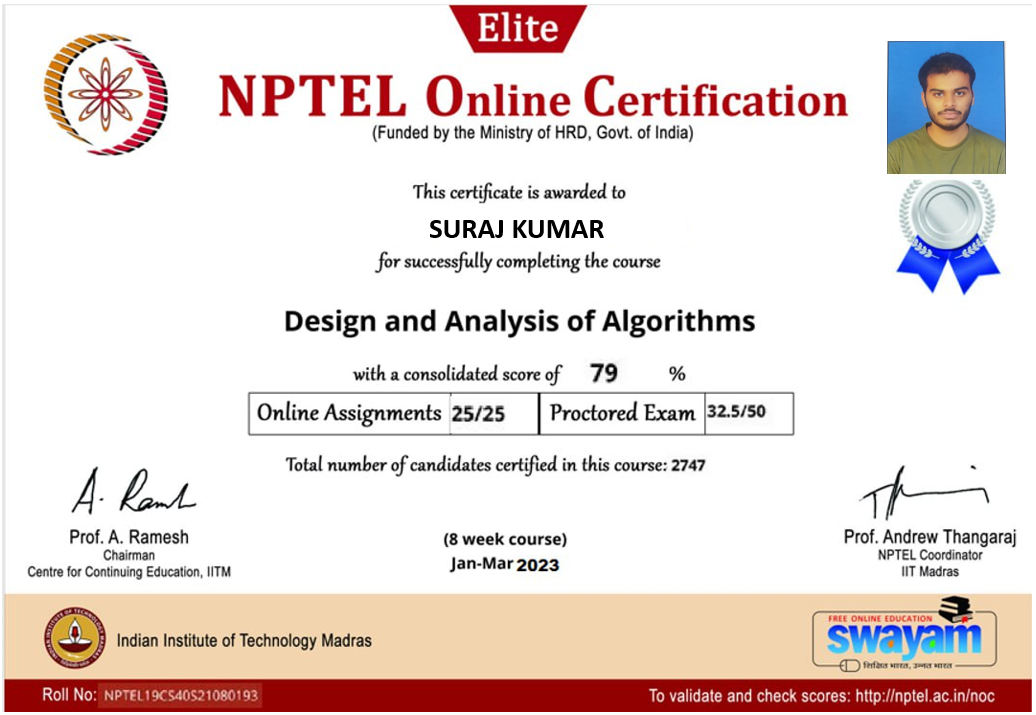 Elite
NPTEL Online Certification
(Funded by the Ministry of HRD, Govt. of India)
This certificate is awarded to
SURAJ KUMAR
for successfully completing the course
Design and Analysis of Algorithms
with a consolidated score of 79 %
Online Assignments 25/25 Proctored Exam 32.5/50
Total number of candidates certified in this course: 2747
A. Ramesh
Prof. A. Ramesh
Chairman
Centre for Continuing Education, IITM
(8 week course)
Jan-Mar 2023
Prof. Andrew Thangaraj
NPTEL Coordinator
IIT Madras
Indian Institute of Technology Madras
FREE ONLINE EDUCATION
swayam
शिक्षित भारत, उन्नत भारत
Roll No: NPTEL19CS40S21080193
To validate and check scores: http://nptel.ac.in/noc